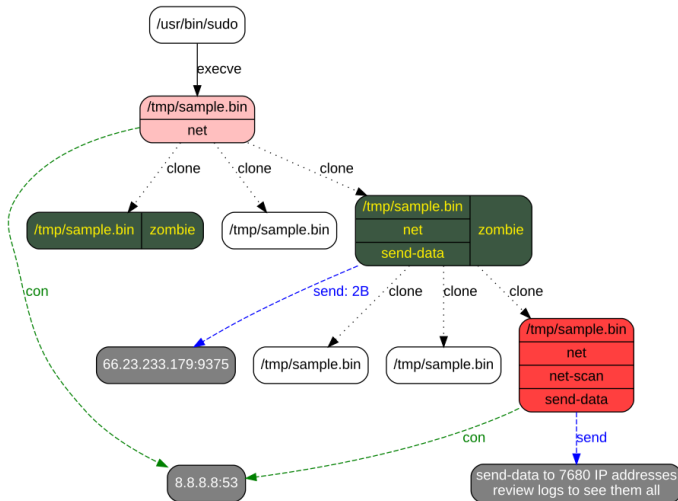 /usr/bin/sudo
execve
/tmp/sample.bin
net
clone
clone
clone
/tmp/sample.bin
zombie
/tmp/sample.bin
/tmp/sample.bin
net
send-data
zombie
con
send: 2B
clone
clone
clone
66.23.233.179:9375
/tmp/sample.bin
/tmp/sample.bin
/tmp/sample.bin
net
net-scan
send-data
con
send
8.8.8.8:53
send-data to 7680 IP addresses
review logs to see them all